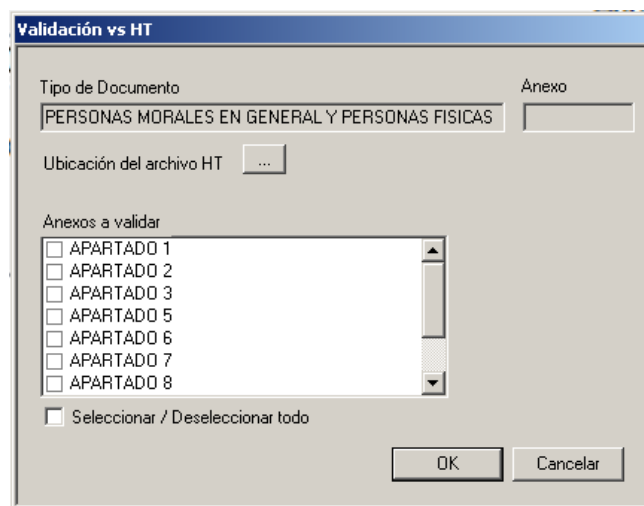 Validación vs HT
Tipo de Documento
Anexo
PERSONAS MORALES EN GENERAL Y PERSONAS FISICAS
Ubicación del archivo HT
...
Anexos a validar
APARTADO 1
APARTADO 2
APARTADO 3
APARTADO 5
APARTADO 6
APARTADO 7
APARTADO 8
Seleccionar / Deseleccionar todo
OK
Cancelar